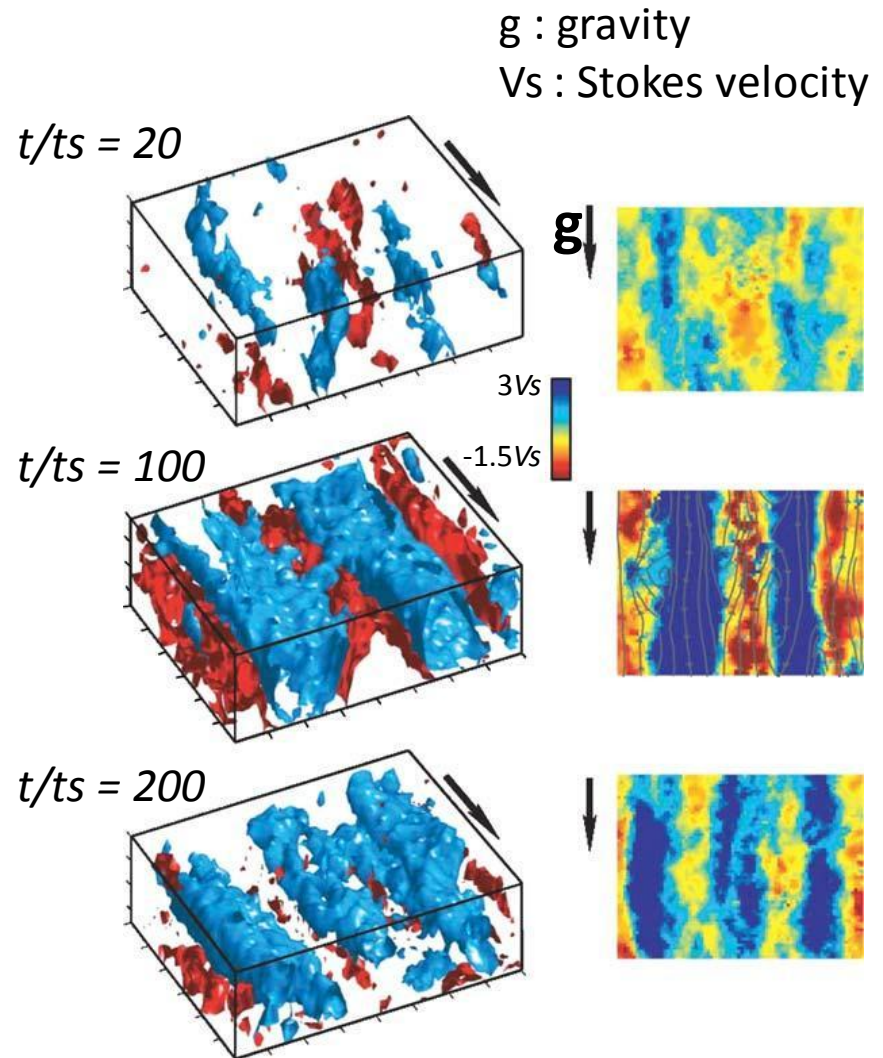 g : gravity
Vs : Stokes velocity
t/ts = 20
g
3Vs
-1.5Vs
t/ts = 100
t/ts = 200